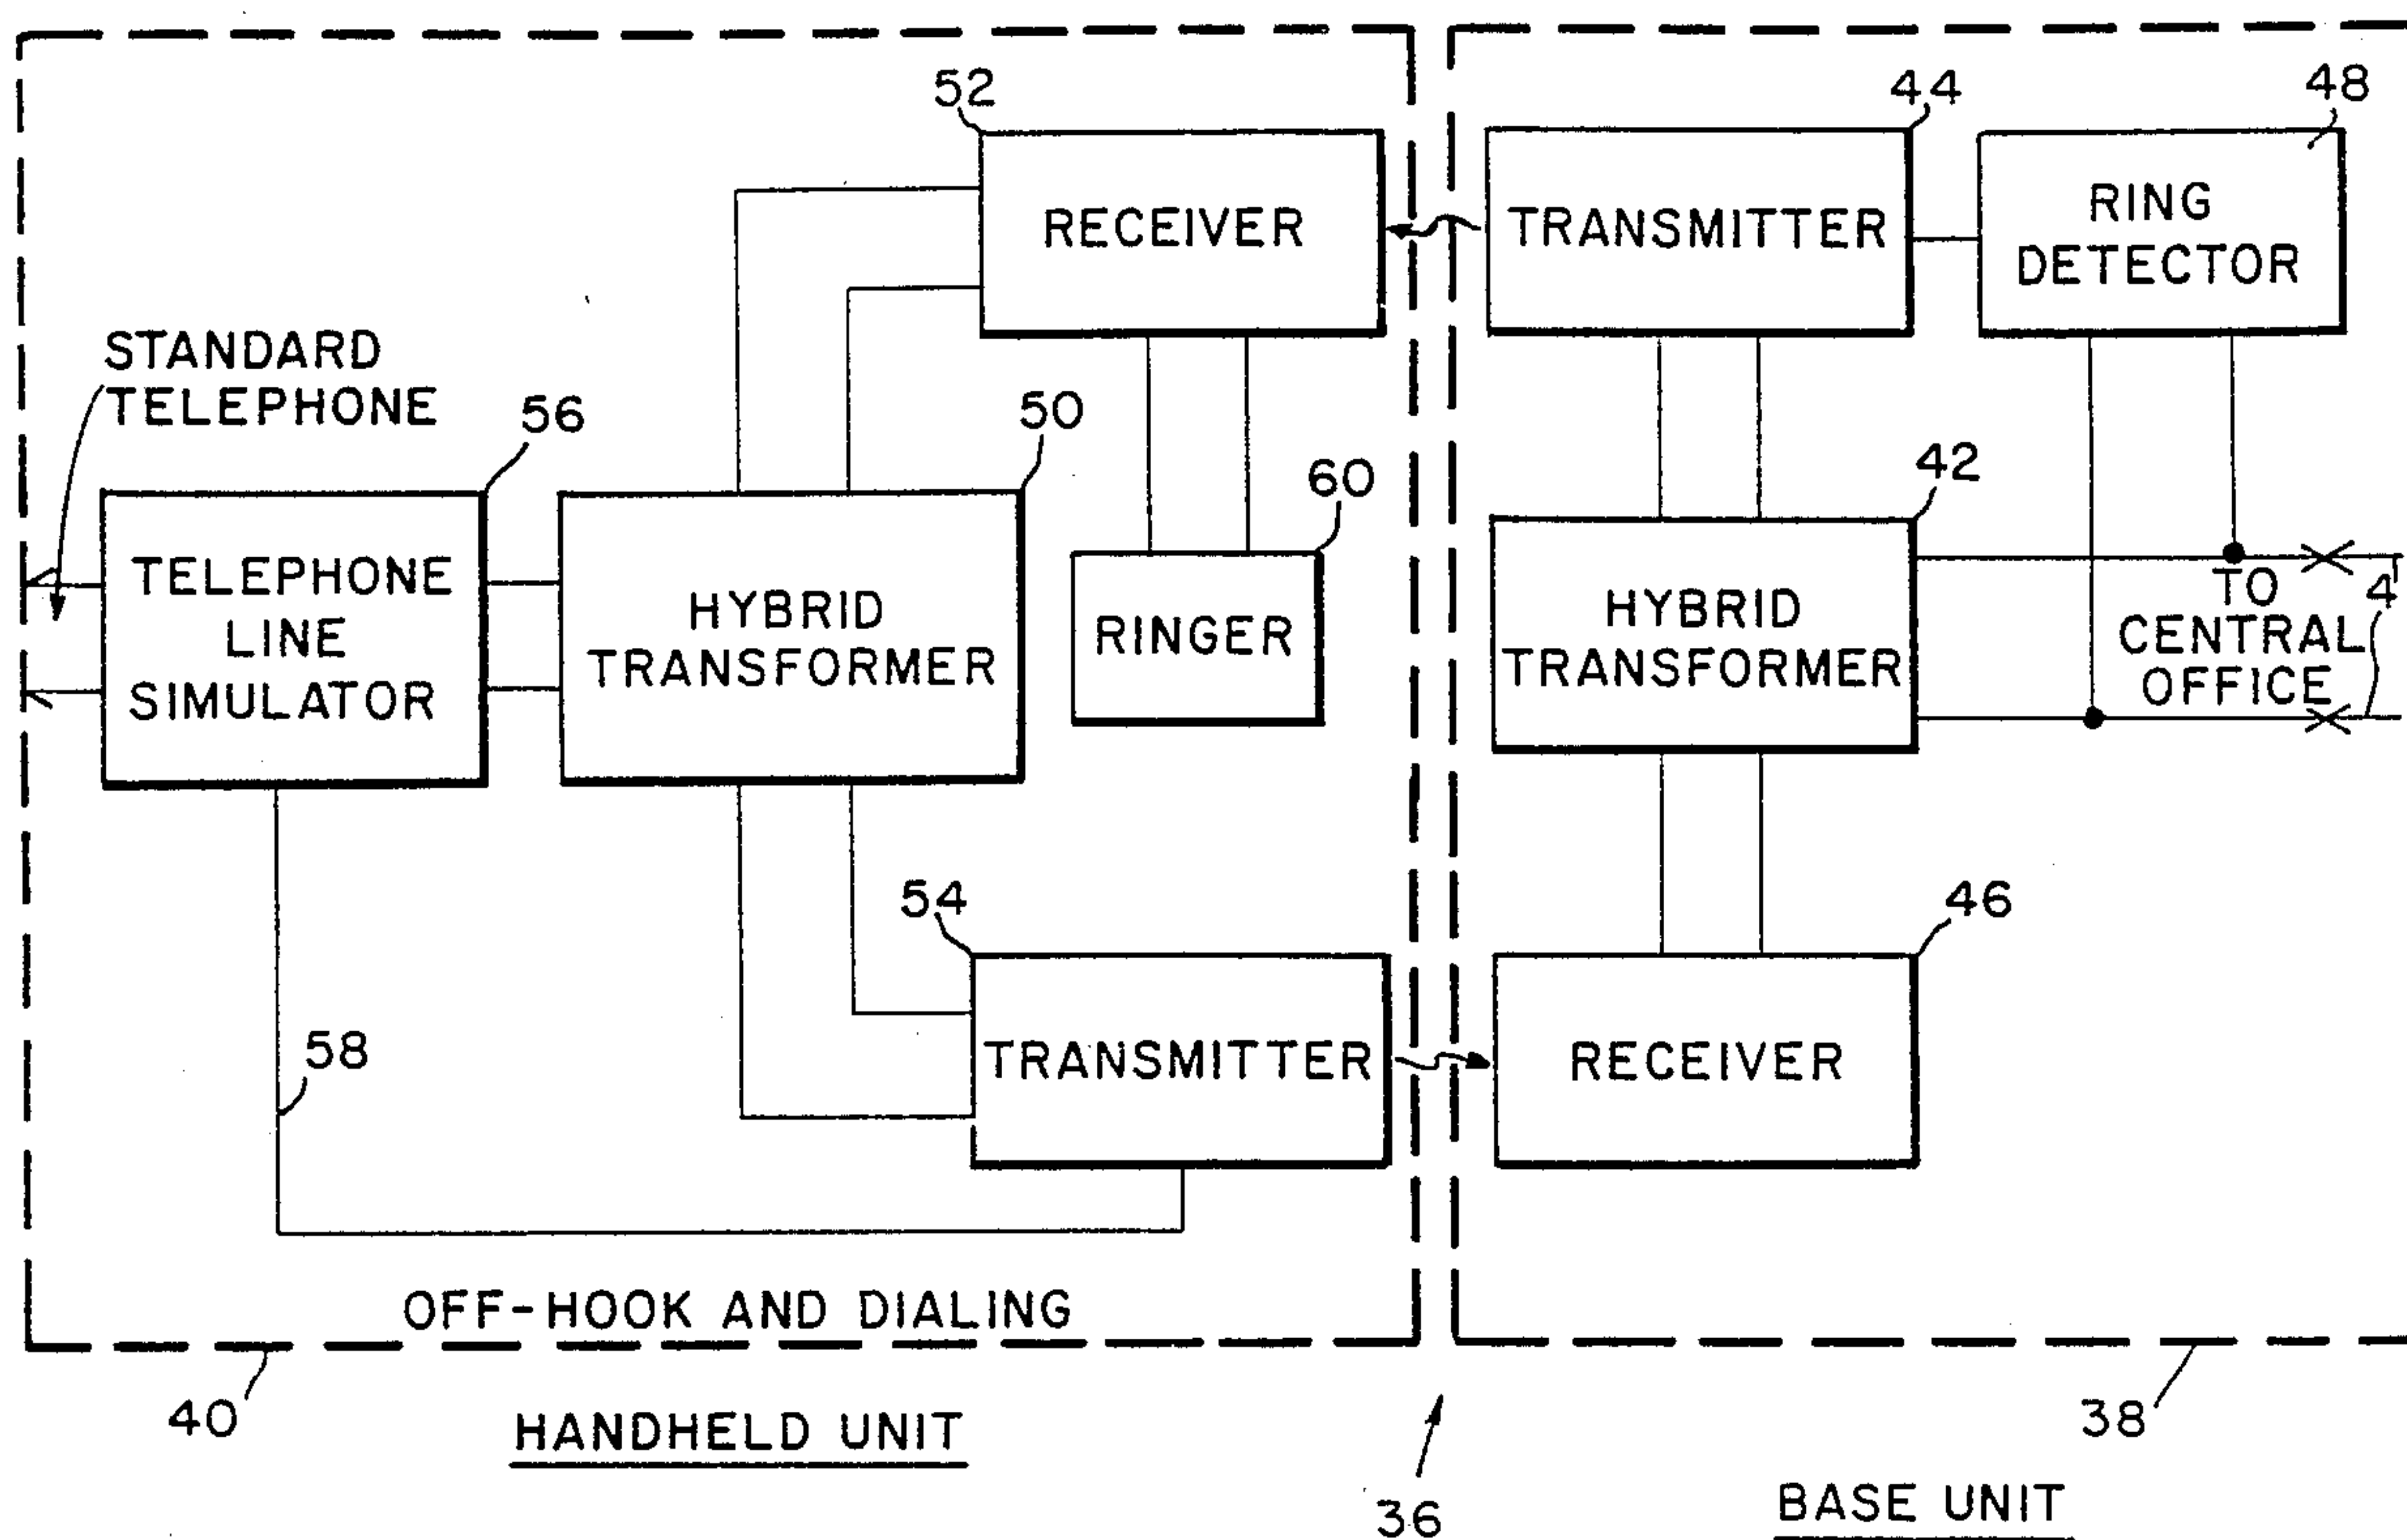 52
44
48
RECEIVER
TRANSMITTER
RING
DETECTOR
STANDARD
TELEPHONE
56
50
60
42
TELEPHONE
LINE
SIMULATOR
HYBRID
TRANSFORMER
RINGER
HYBRID
TRANSFORMER
TO
CENTRAL
OFFICE
4
54
46
58
TRANSMITTER
RECEIVER
OFF-HOOK AND DIALING
40
HANDHELD UNIT
36
38
BASE UNIT